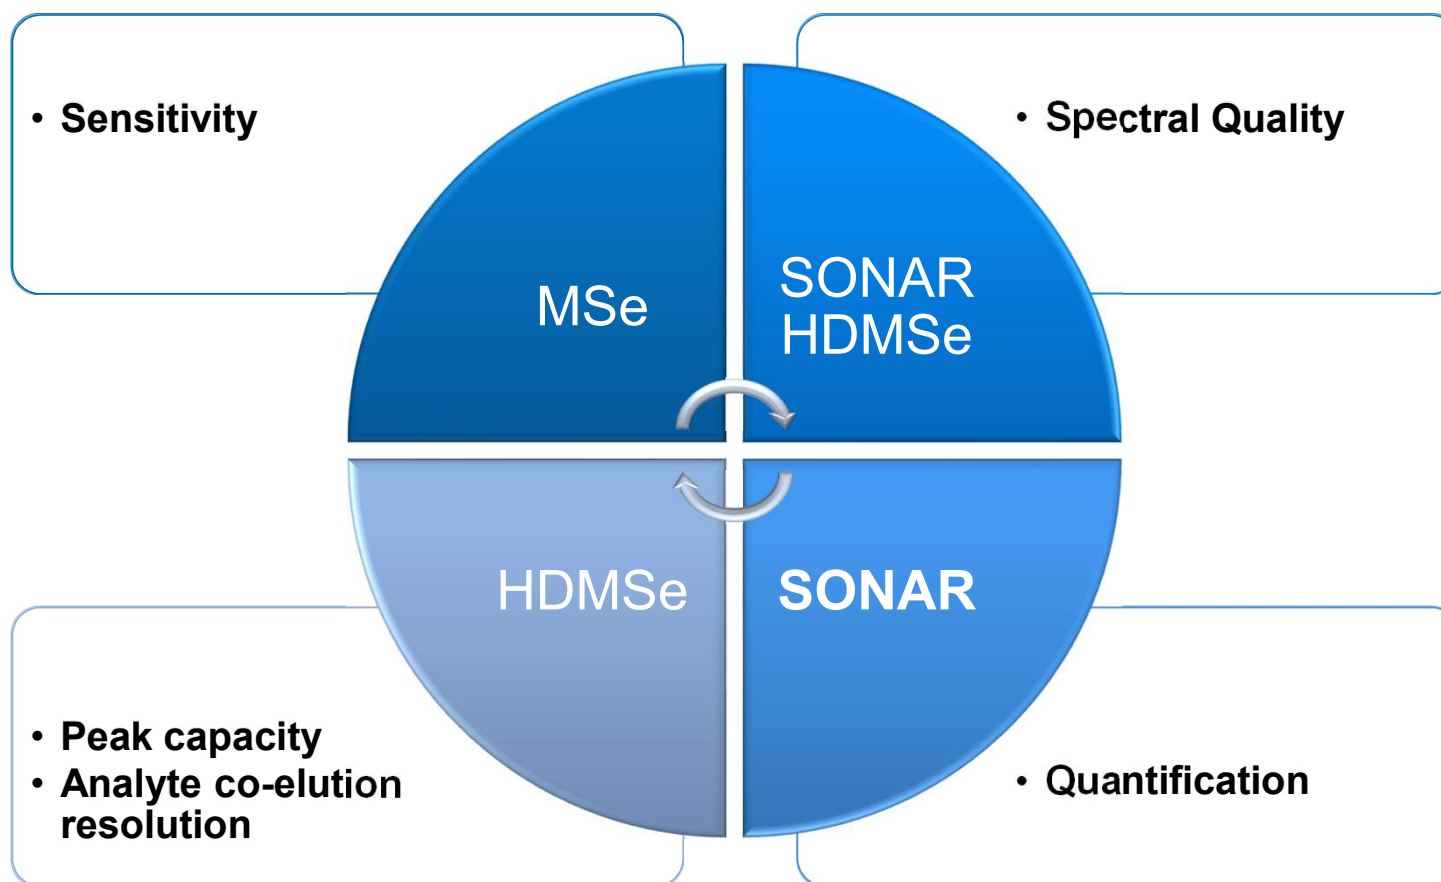 • Sensitivity
• Spectral Quality
MSe
SONAR
HDMSe
HDMSe
SONAR
• Peak capacity
• Analyte co-elution
resolution
• Quantification